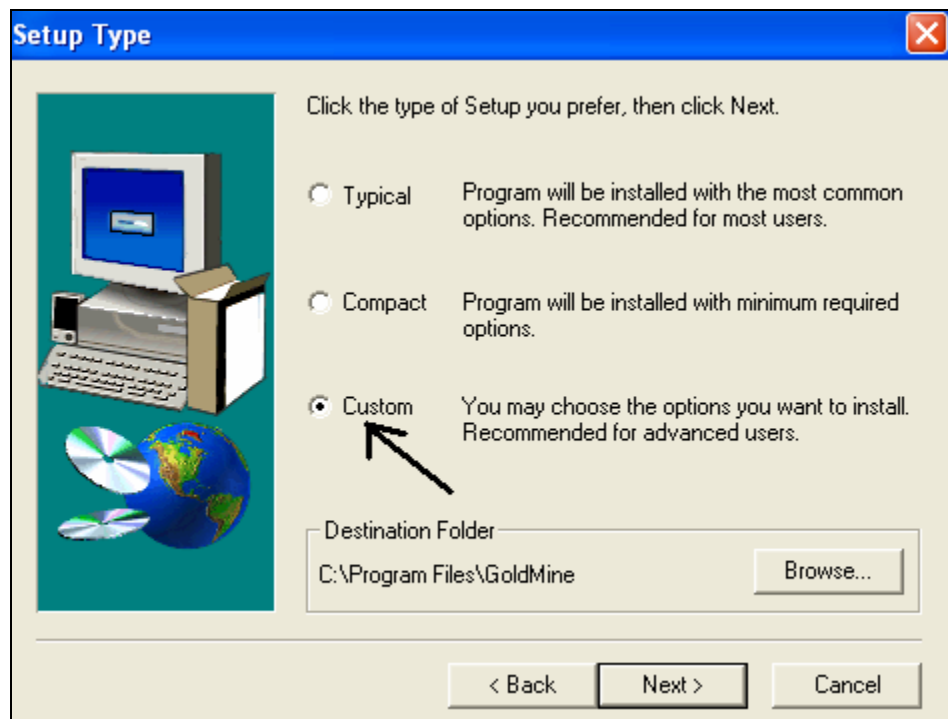 Setup Type
Click the type of Setup you prefer, then click Next.
Typical
Program will be installed with the most common
options. Recommended for most users.
Compact
Program will be installed with minimum required
options.
Custom
You may choose the options you want to install.
Recommended for advanced users.
Destination Folder
C:\Program Files\GoldMine
Browse...
< Back
Next >
Cancel